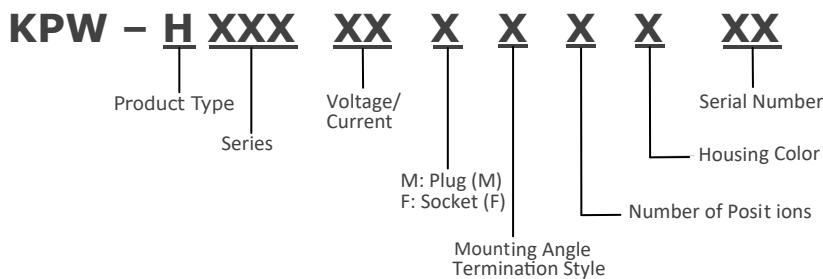 KPW – H XXX XX X X X X XX
Product Type
Voltage/
Current
Serial Number
Series
Housing Color
M: Plug (M)
F: Socket (F)
Number of Posit ions
Mounting Angle
Termination Style